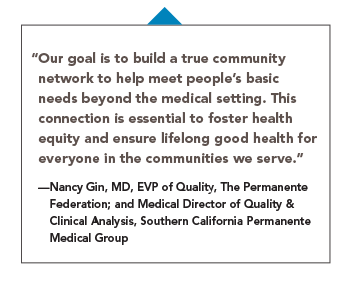 “Our goal is to build a true community
network to help meet people’s basic
needs beyond the medical setting. This
connection is essential to foster health
equity and ensure lifelong good health for
everyone in the communities we serve.”
—Nancy Gin, MD, EVP of Quality, The Permanente
Federation; and Medical Director of Quality &
Clinical Analysis, Southern California Permanente
Medical Group